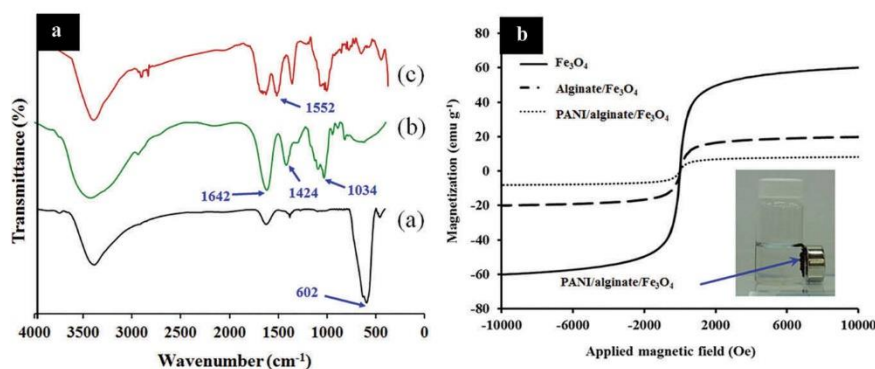 a
(c)
1552
(b)
1642
1424
1034
(a)
602
Transmittance (%)
4000 3500 3000 2500 2000 1500 1000 500 0
Wavenumber (cm⁻¹)
b
Fe₃O₄
Alginate/Fe₃O₄
PANI/alginate/Fe₃O₄
Magnetization (emu g⁻¹)
80
60
40
20
0
-20
-40
-60
-80
PANI/alginate/Fe₃O₄
-10000 -6000 -2000 2000 6000 10000
Applied magnetic field (Oe)